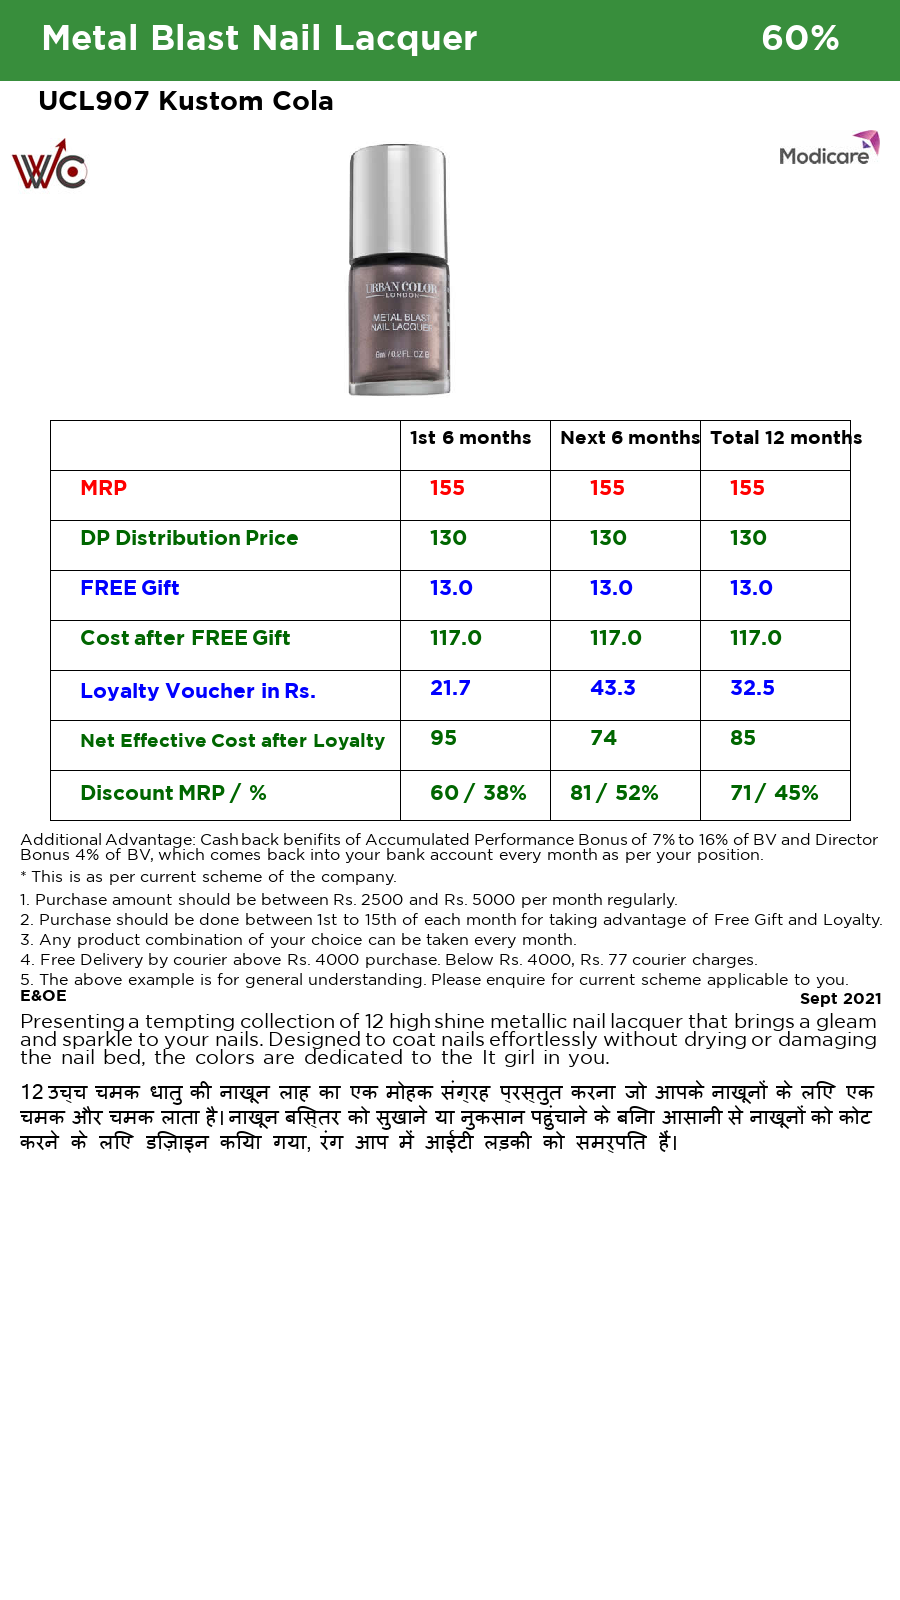 Metal Blast Nail Lacquer 60%
UCL907 Kustom Cola
WC
Modicare
URBAN COLOR
LONDON
METAL BLAST
NAIL LACQUER
1st 6 months Next 6 months Total 12 months
MRP 155 155 155
DP Distribution Price 130 130 130
FREE Gift 13.0 13.0 13.0
Cost after FREE Gift 117.0 117.0 117.0
Loyalty Voucher in Rs. 21.7 43.3 32.5
Net Effective Cost after Loyalty 95 74 85
Discount MRP / % 60 / 38% 81 / 52% 71 / 45%
Additional Advantage: Cashback benifits of Accumulated Performance Bonus of 7% to 16% of BV and Director
Bonus 4% of BV, which comes back into your bank account every month as per your position.
* This is as per current scheme of the company.
1. Purchase amount should be between Rs. 2500 and Rs. 5000 per month regularly.
2. Purchase should be done between 1st to 15th of each month for taking advantage of Free Gift and Loyalty.
3. Any product combination of your choice can be taken every month.
4. Free Delivery by courier above Rs. 4000 purchase. Below Rs. 4000, Rs. 77 courier charges.
5. The above example is for general understanding. Please enquire for current scheme applicable to you.
E&OE Sept 2021
Presenting a tempting collection of 12 high shine metallic nail lacquer that brings a gleam
and sparkle to your nails. Designed to coat nails effortlessly without drying or damaging
the nail bed, the colors are dedicated to the It girl in you.
12 उच्च चमक धातु की नाखून लाह का एक मोहक संग्रह प्रस्तुत करना जो आपके नाखूनों के लिए एक
चमक और चमक लाता है। नाखून बिस्तर को सुखाने या नुकसान पहुंचाने के बिना आसानी से नाखूनों को कोट
करने के लिए डिज़ाइन किया गया, रंग आप में आईटी लड़की को समर्पित हैं।